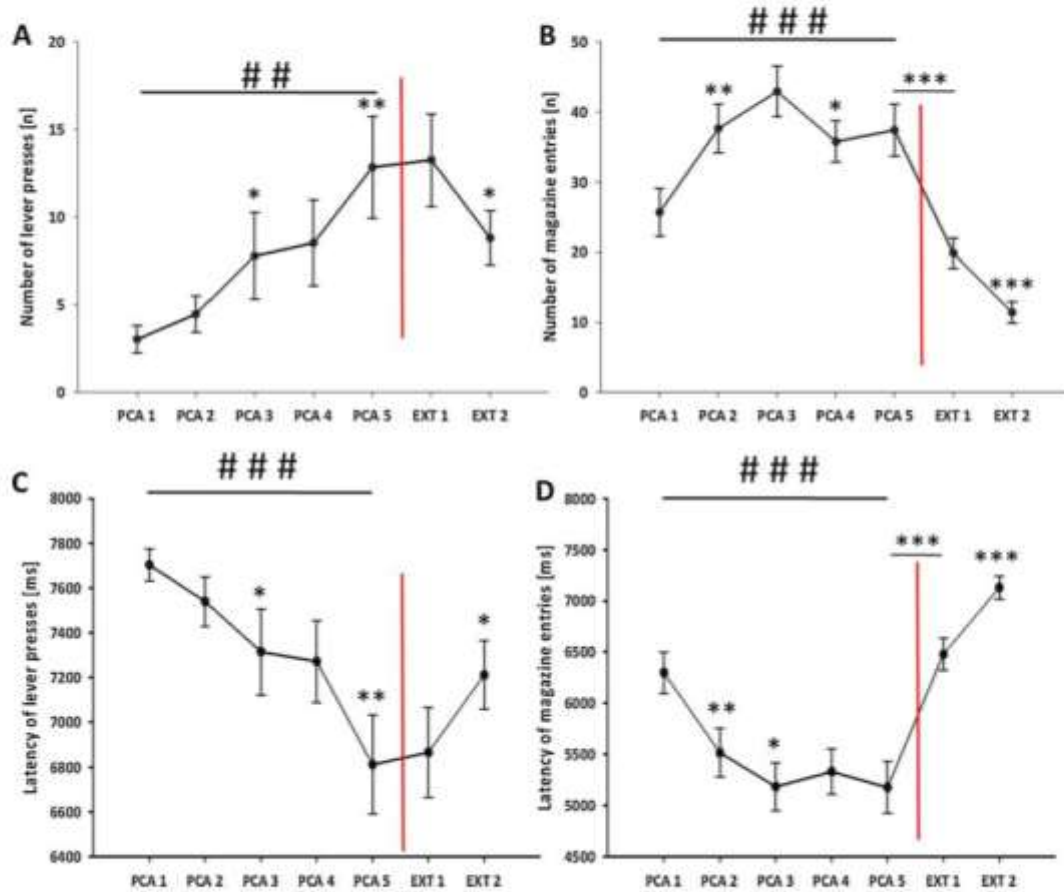 A
# #
20
15
10
5
0
Number of lever presses [n]
*
**
*
PCA 1 PCA 2 PCA 3 PCA 4 PCA 5 EXT 1 EXT 2
B
# # #
50
40
30
20
10
0
Number of magazine entries [n]
**
*
***
***
PCA 1 PCA 2 PCA 3 PCA 4 PCA 5 EXT 1 EXT 2
C
# # #
8000
7800
7600
7400
7200
7000
6800
6600
6400
Latency of lever presses [ms]
*
**
*
PCA 1 PCA 2 PCA 3 PCA 4 PCA 5 EXT 1 EXT 2
D
# # #
8000
7500
7000
6500
6000
5500
5000
4500
Latency of magazine entries [ms]
**
*
***
***
PCA 1 PCA 2 PCA 3 PCA 4 PCA 5 EXT 1 EXT 2